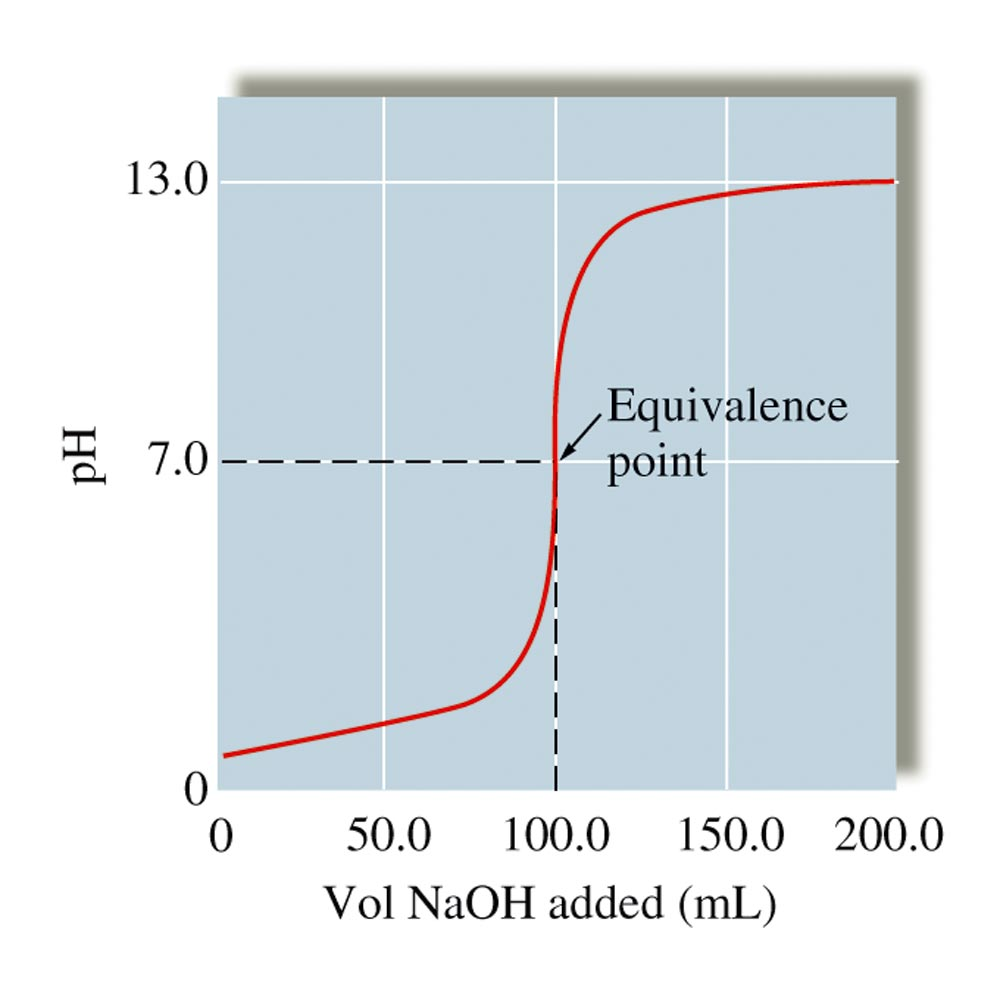 13.0
Equivalence
point
7.0
pH
0
0 50.0 100.0 150.0 200.0
Vol NaOH added (mL)